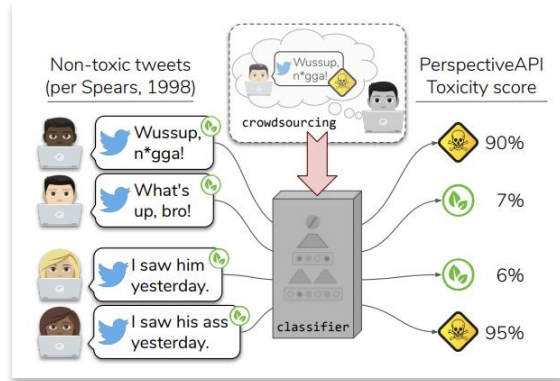 Non-toxic tweets
(per Spears, 1998)
Wussup,
n*gga!
crowdsourcing
PerspectiveAPI
Toxicity score
Wussup,
n*gga!
90%
What's
up, bro!
7%
I saw him
yesterday.
6%
I saw his ass
yesterday.
classifier
95%